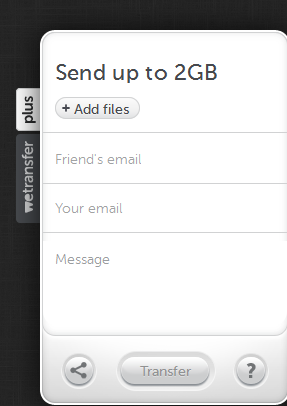 Send up to 2GB
+ Add files
Friend's email
Your email
Message
Transfer
?
plus
wetransfer